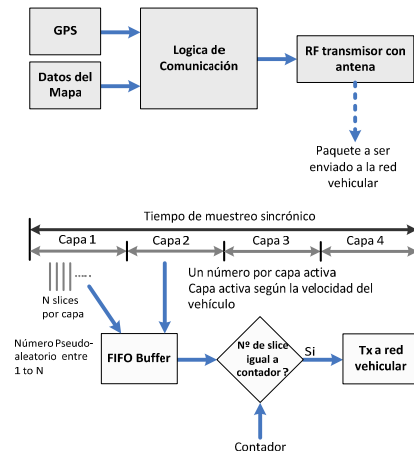 GPS
Datos del
Mapa
Logica de
Comunicación
RF transmisor con
antena
Paquete a ser
enviado a la red
vehicular
Tiempo de muestreo sincrónico
Capa 1
Capa 2
Capa 3
Capa 4
N slices
por capa
Un número por capa activa
Capa activa según la velocidad del
vehículo
Número Pseudo-
aleatorio entre
1 to N
FIFO Buffer
Nº de slice
igual a
contador ?
Si
Tx a red
vehicular
Contador